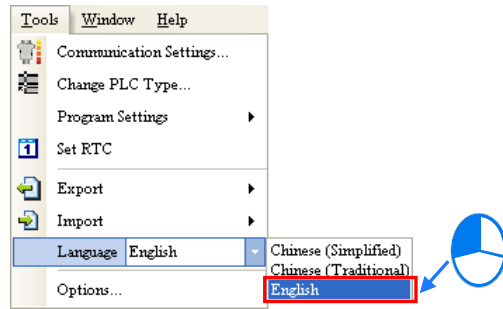 Tools Window Help
Communication Settings...
Change PLC Type...
Program Settings
1 Set RTC
Export
Import
Language English
Chinese (Simplified)
Chinese (Traditional)
English
Options...